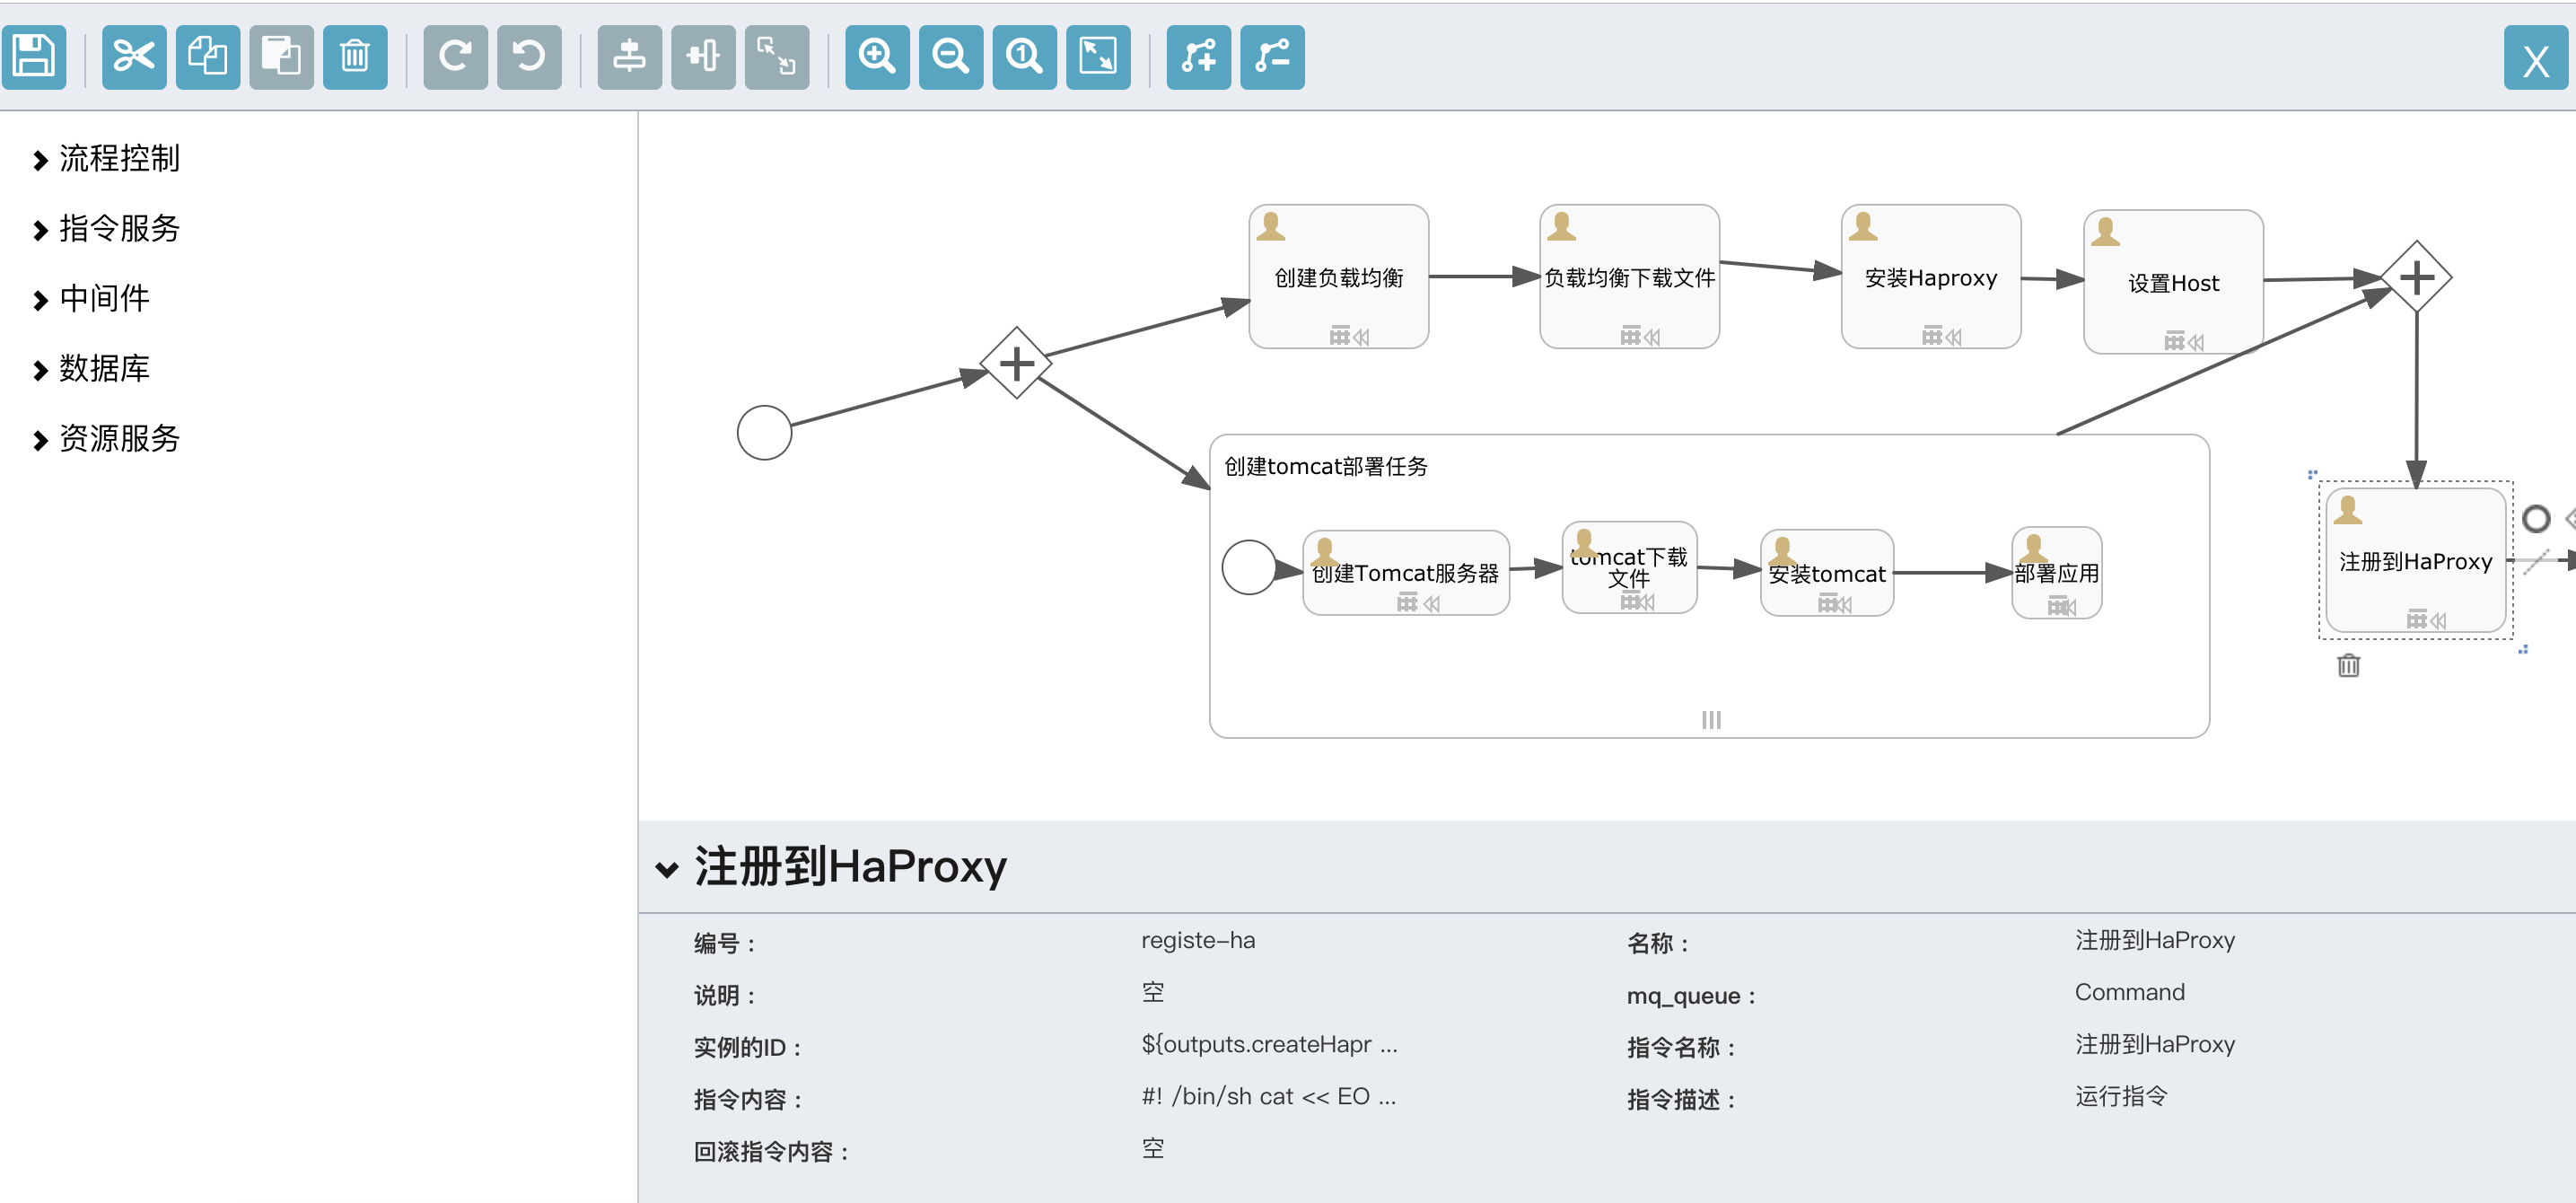 X
流程控制
指令服务
中间件
数据库
资源服务
创建负载均衡
负载均衡下载文件
安装Haproxy
设置Host
创建tomcat部署任务
创建Tomcat服务器
tomcat下载
文件
安装tomcat
部署应用
注册到HaProxy
注册到HaProxy
编号： registe-ha 名称： 注册到HaProxy
说明： 空 mq_queue： Command
实例的ID： ${outputs.createHapr ... 指令名称： 注册到HaProxy
指令内容： #! /bin/sh cat << EO ... 指令描述： 运行指令
回滚指令内容： 空